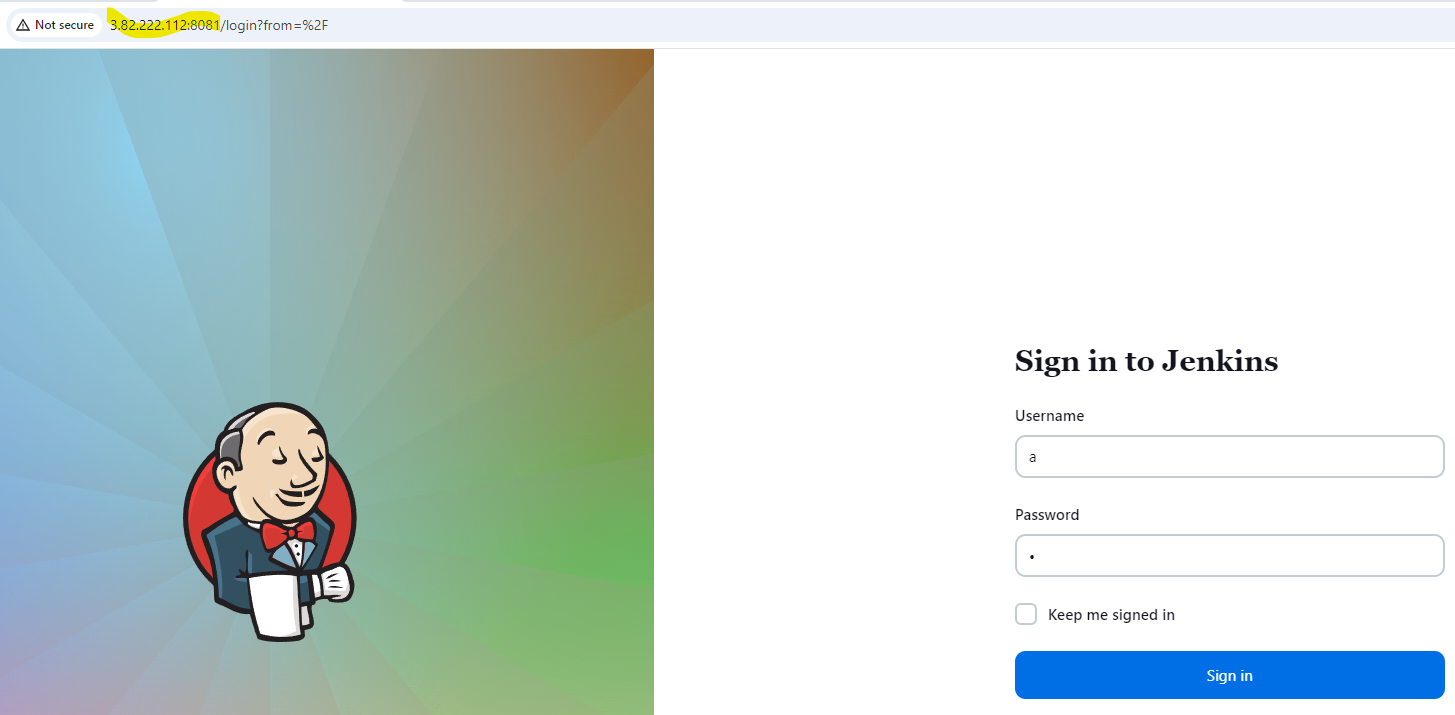 Not secure 3.82.222.112:8081/login?from=%2F
Sign in to Jenkins
Username
a
Password
•
Keep me signed in
Sign in